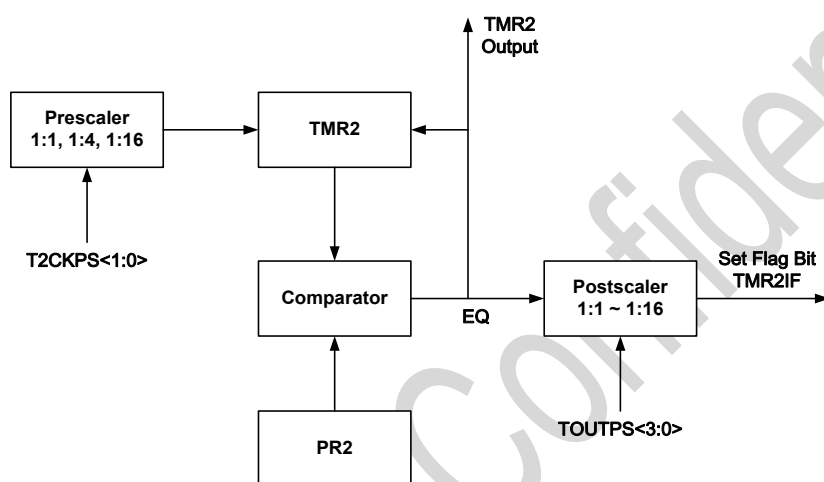 TMR2
Output
Prescaler
1:1, 1:4, 1:16
TMR2
T2CKPS<1:0>
Comparator
EQ
Postscaler
1:1 ~ 1:16
Set Flag Bit
TMR2IF
PR2
TOUTPS<3:0>
Confiden